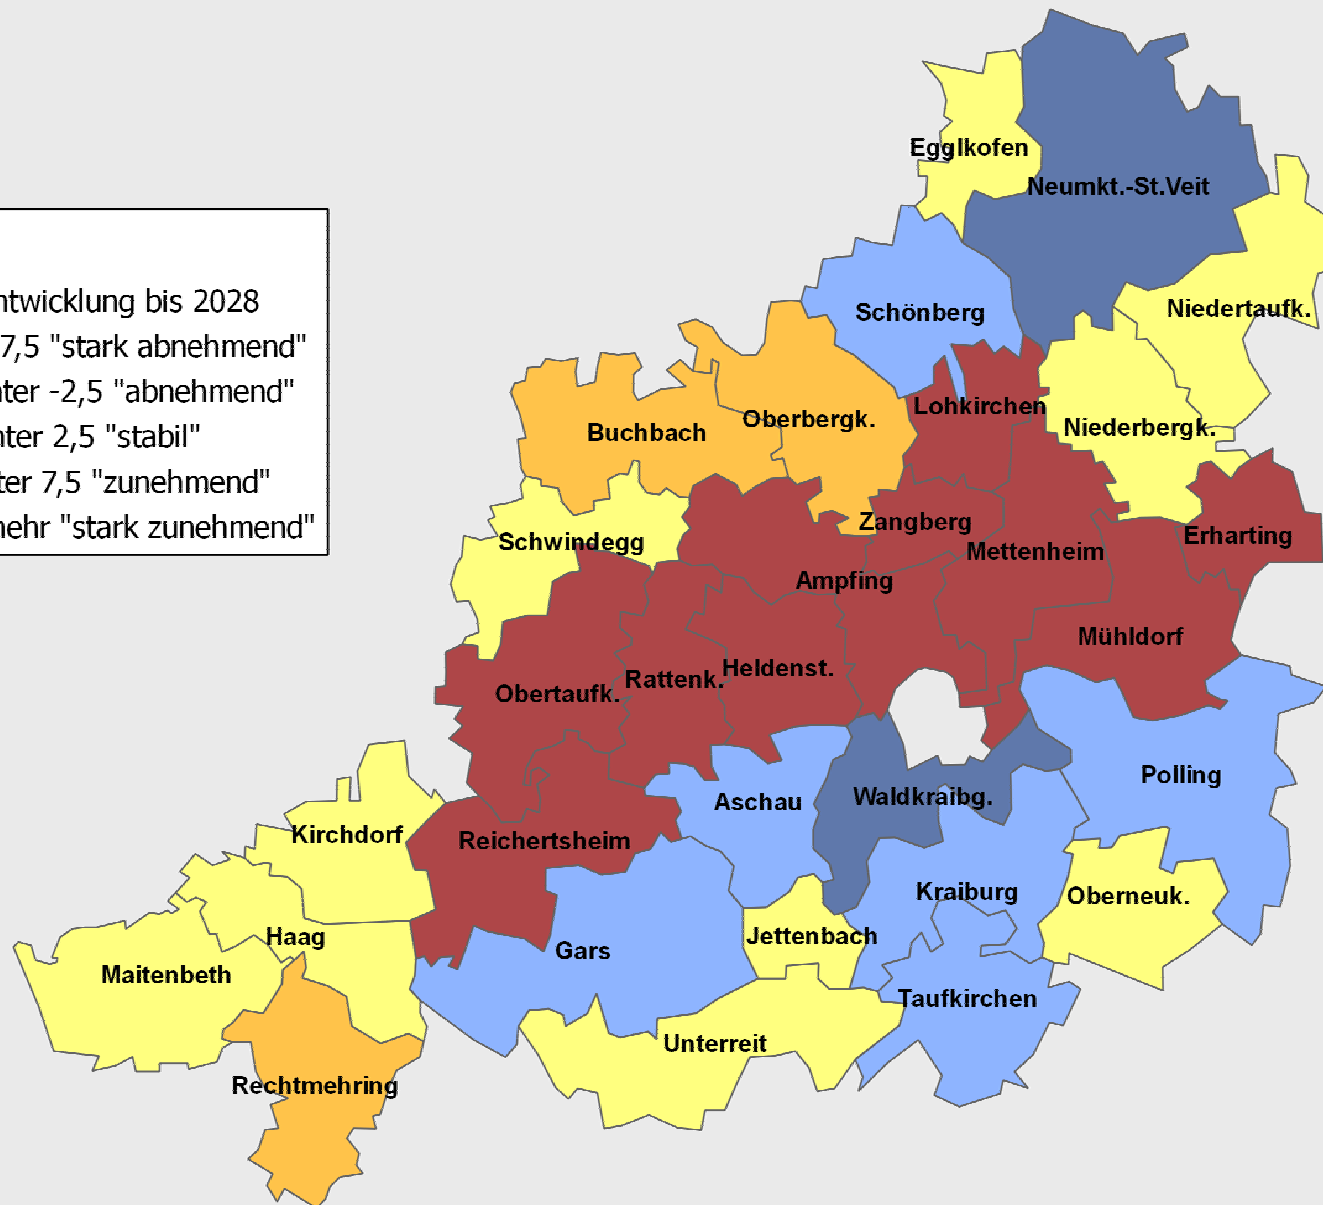 ntwicklung bis 2028
7,5 "stark abnehmend"
nter -2,5 "abnehmend"
nter 2,5 "stabil"
ter 7,5 "zunehmend"
mehr "stark zunehmend"
Egglkofen
Neumkt.-St.Veit
Niedertaufk.
Schönberg
Lohkirchen
Oberbergk.
Niederbergk.
Buchbach
Zangberg
Erharting
Schwindegg
Mettenheim
Ampfing
Mühldorf
Heldenst.
Rattenk.
Obertaufk.
Polling
Waldkraibg.
Aschau
Kirchdorf
Reichertsheim
Kraiburg
Oberneuk.
Haag
Jettenbach
Gars
Maitenbeth
Taufkirchen
Unterreit
Rechtmehring